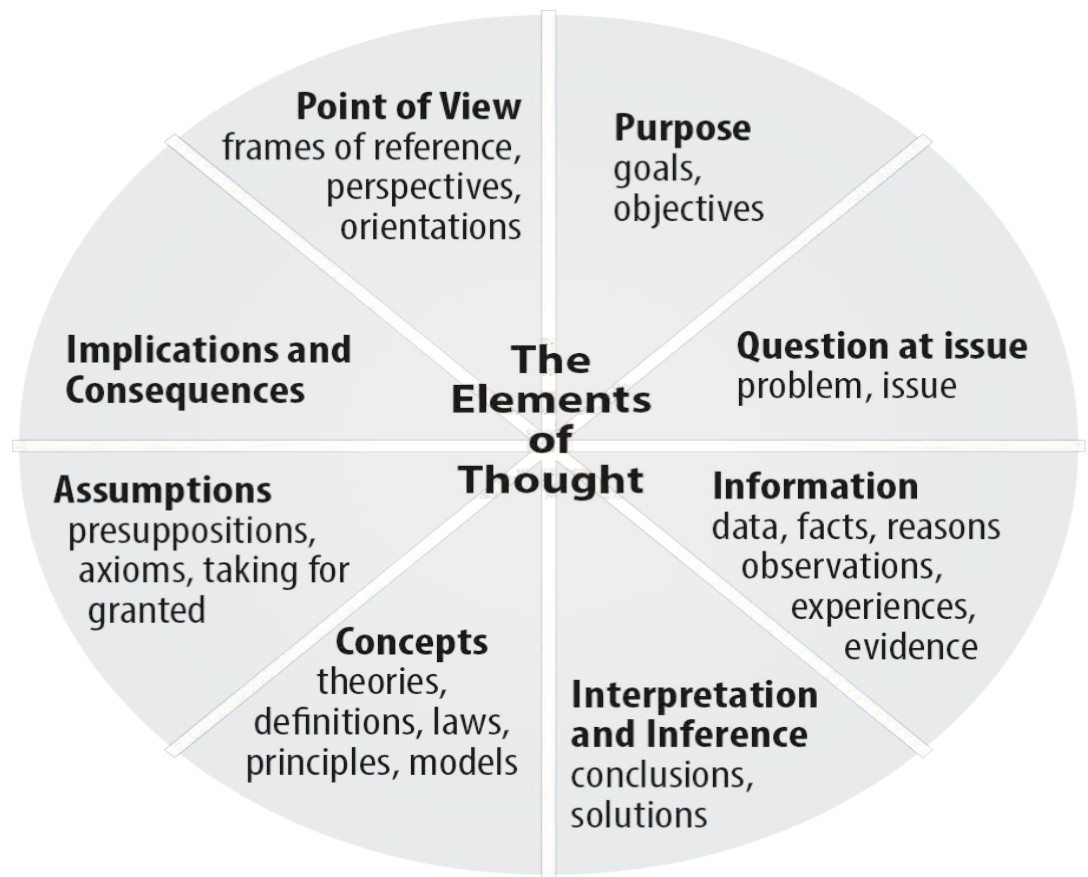 Point of View
frames of reference,
perspectives,
orientations
Purpose
goals,
objectives
Implications and
Consequences
The
Elements
of
Thought
Question at issue
problem, issue
Assumptions
presuppositions,
axioms, taking for
granted
Information
data, facts, reasons
observations,
experiences,
evidence
Concepts
theories,
definitions, laws,
principles, models
Interpretation
and Inference
conclusions,
solutions